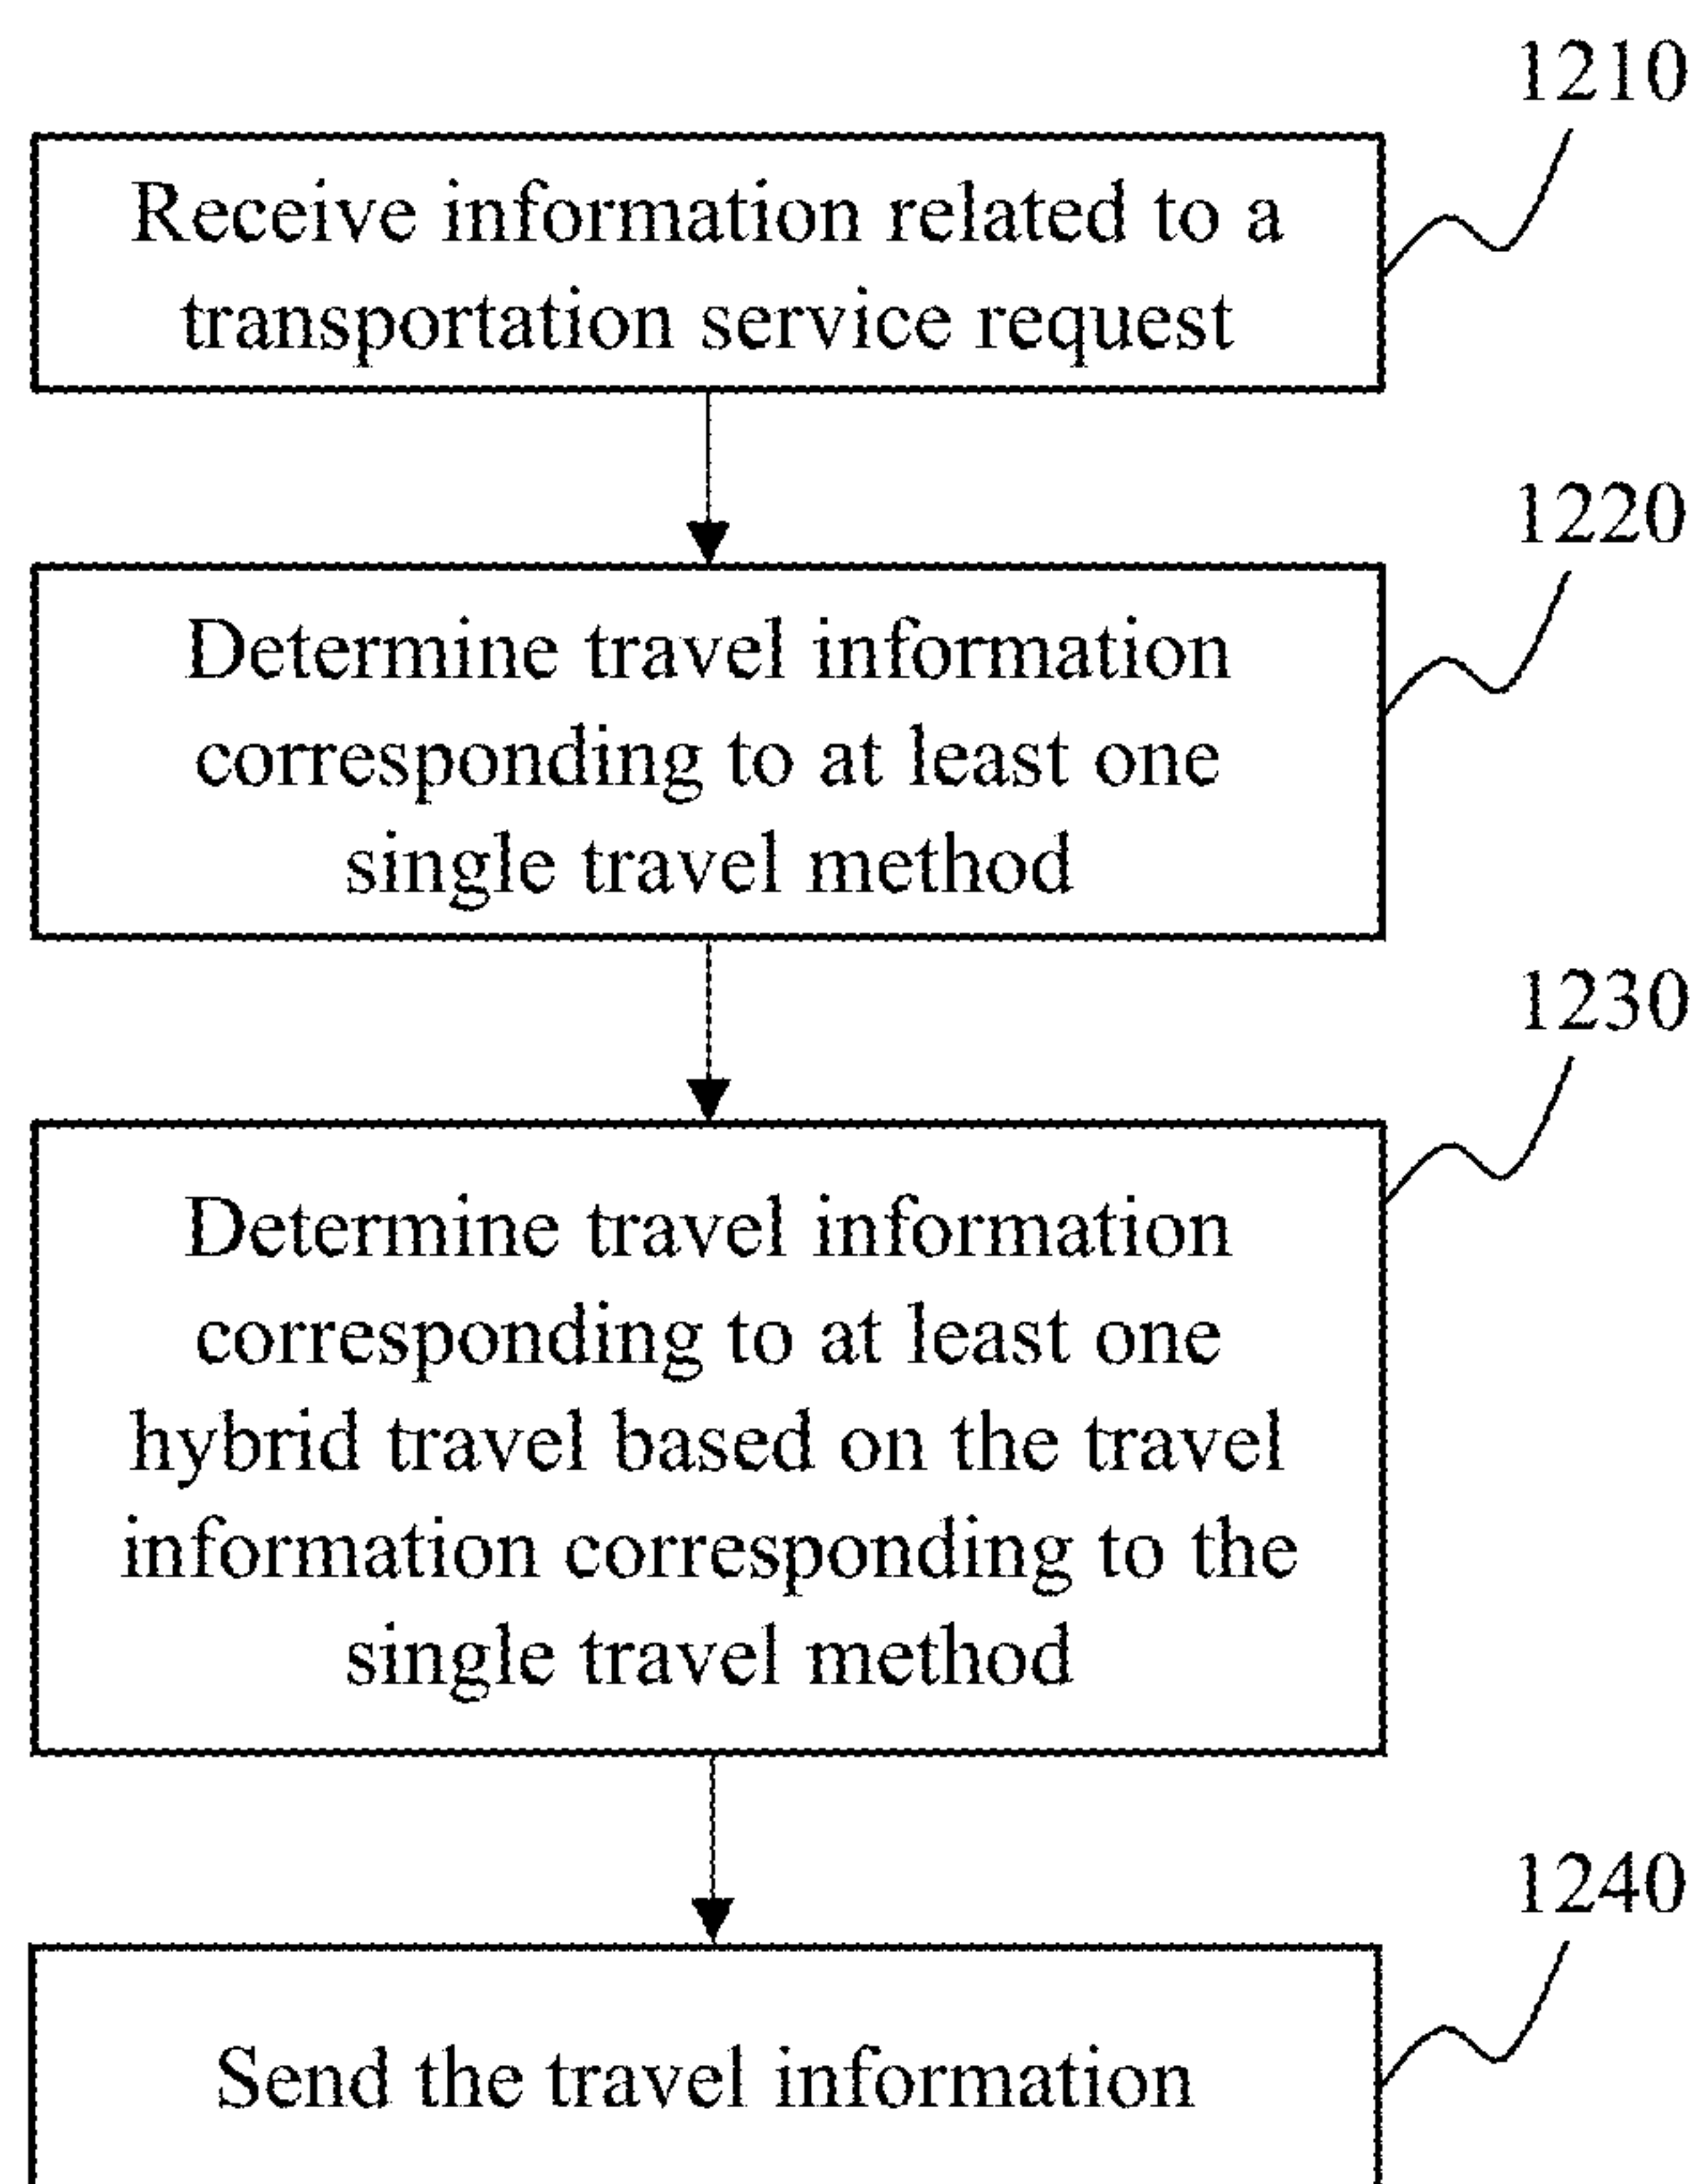 1210
Receive information related to a
transportation service request
1220
Determine travel information
corresponding to at least one
single travel method
1230
Determine travel information
corresponding to at least one
hybrid travel based on the travel
information corresponding to the
single travel method
1240
Send the travel information